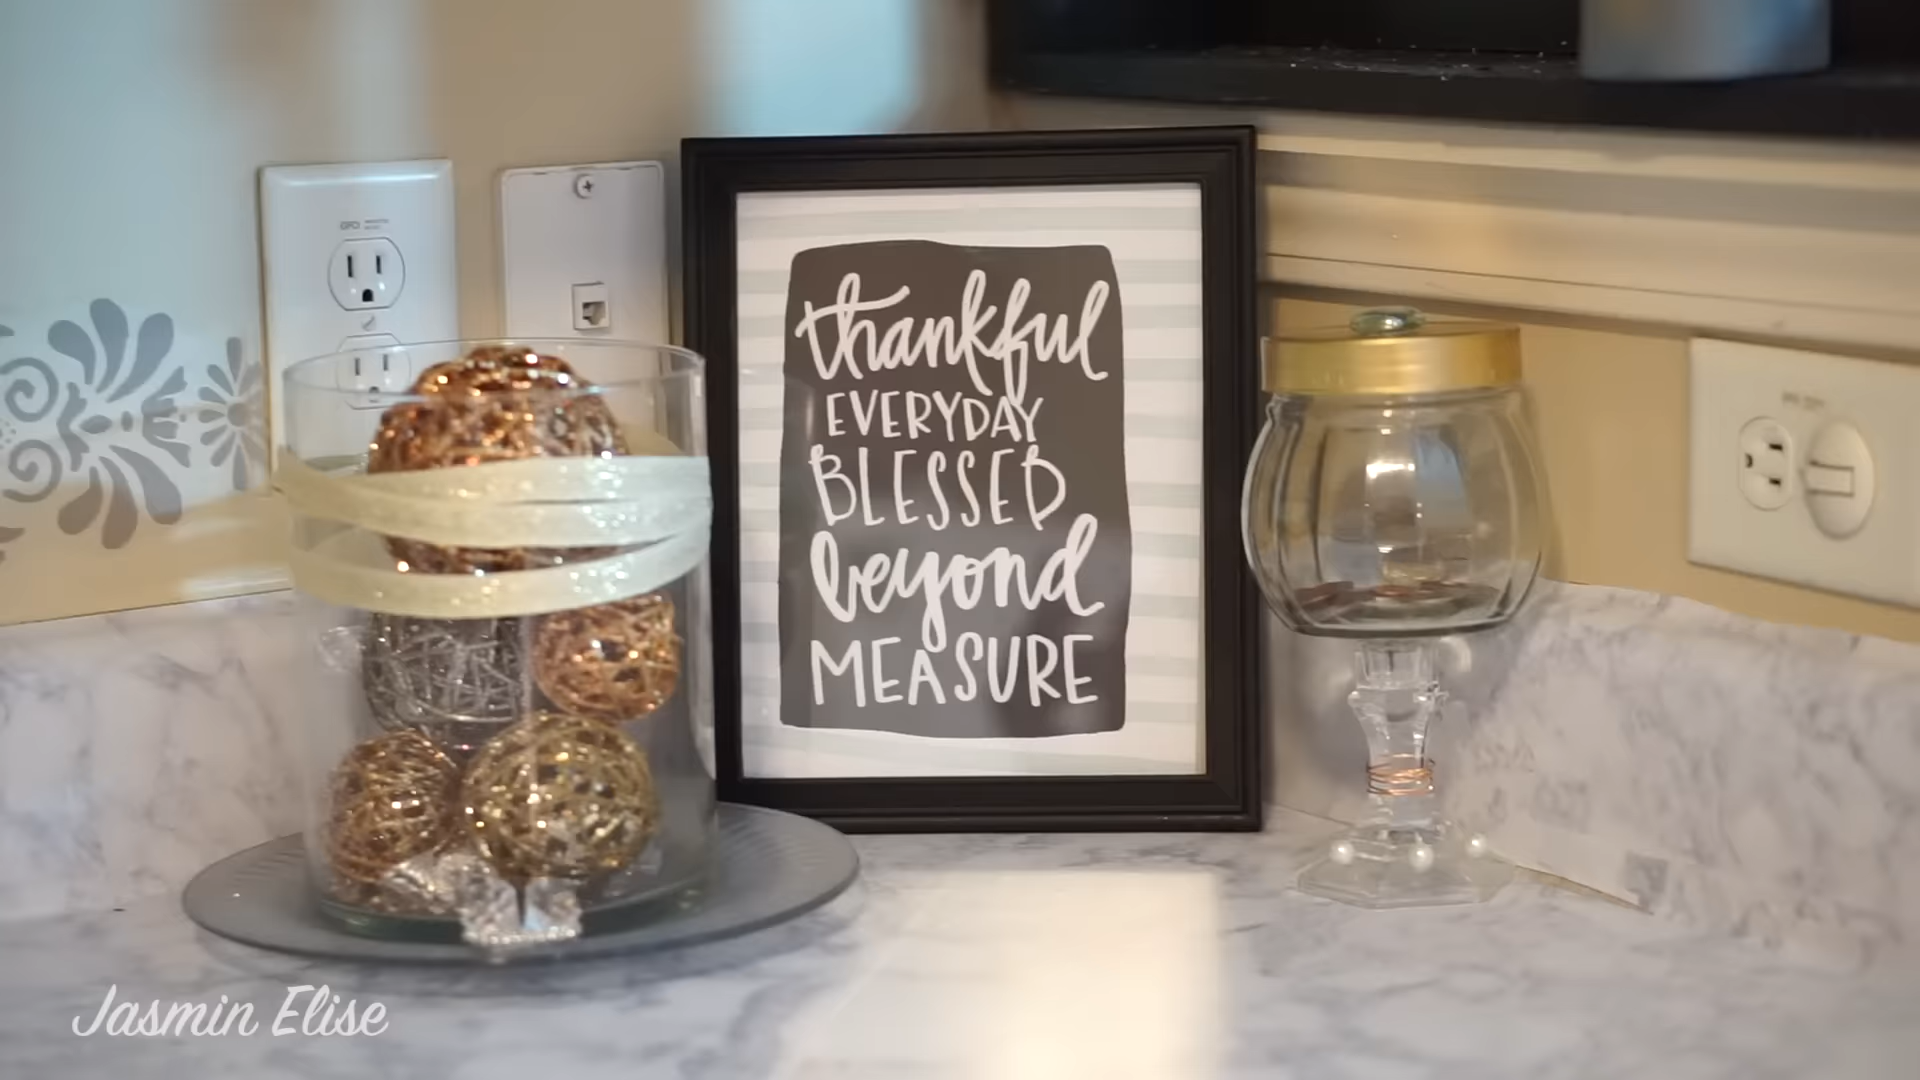 thankful
EVERYDAY
BLESSED
beyond
MEASURE
Jasmin Elise